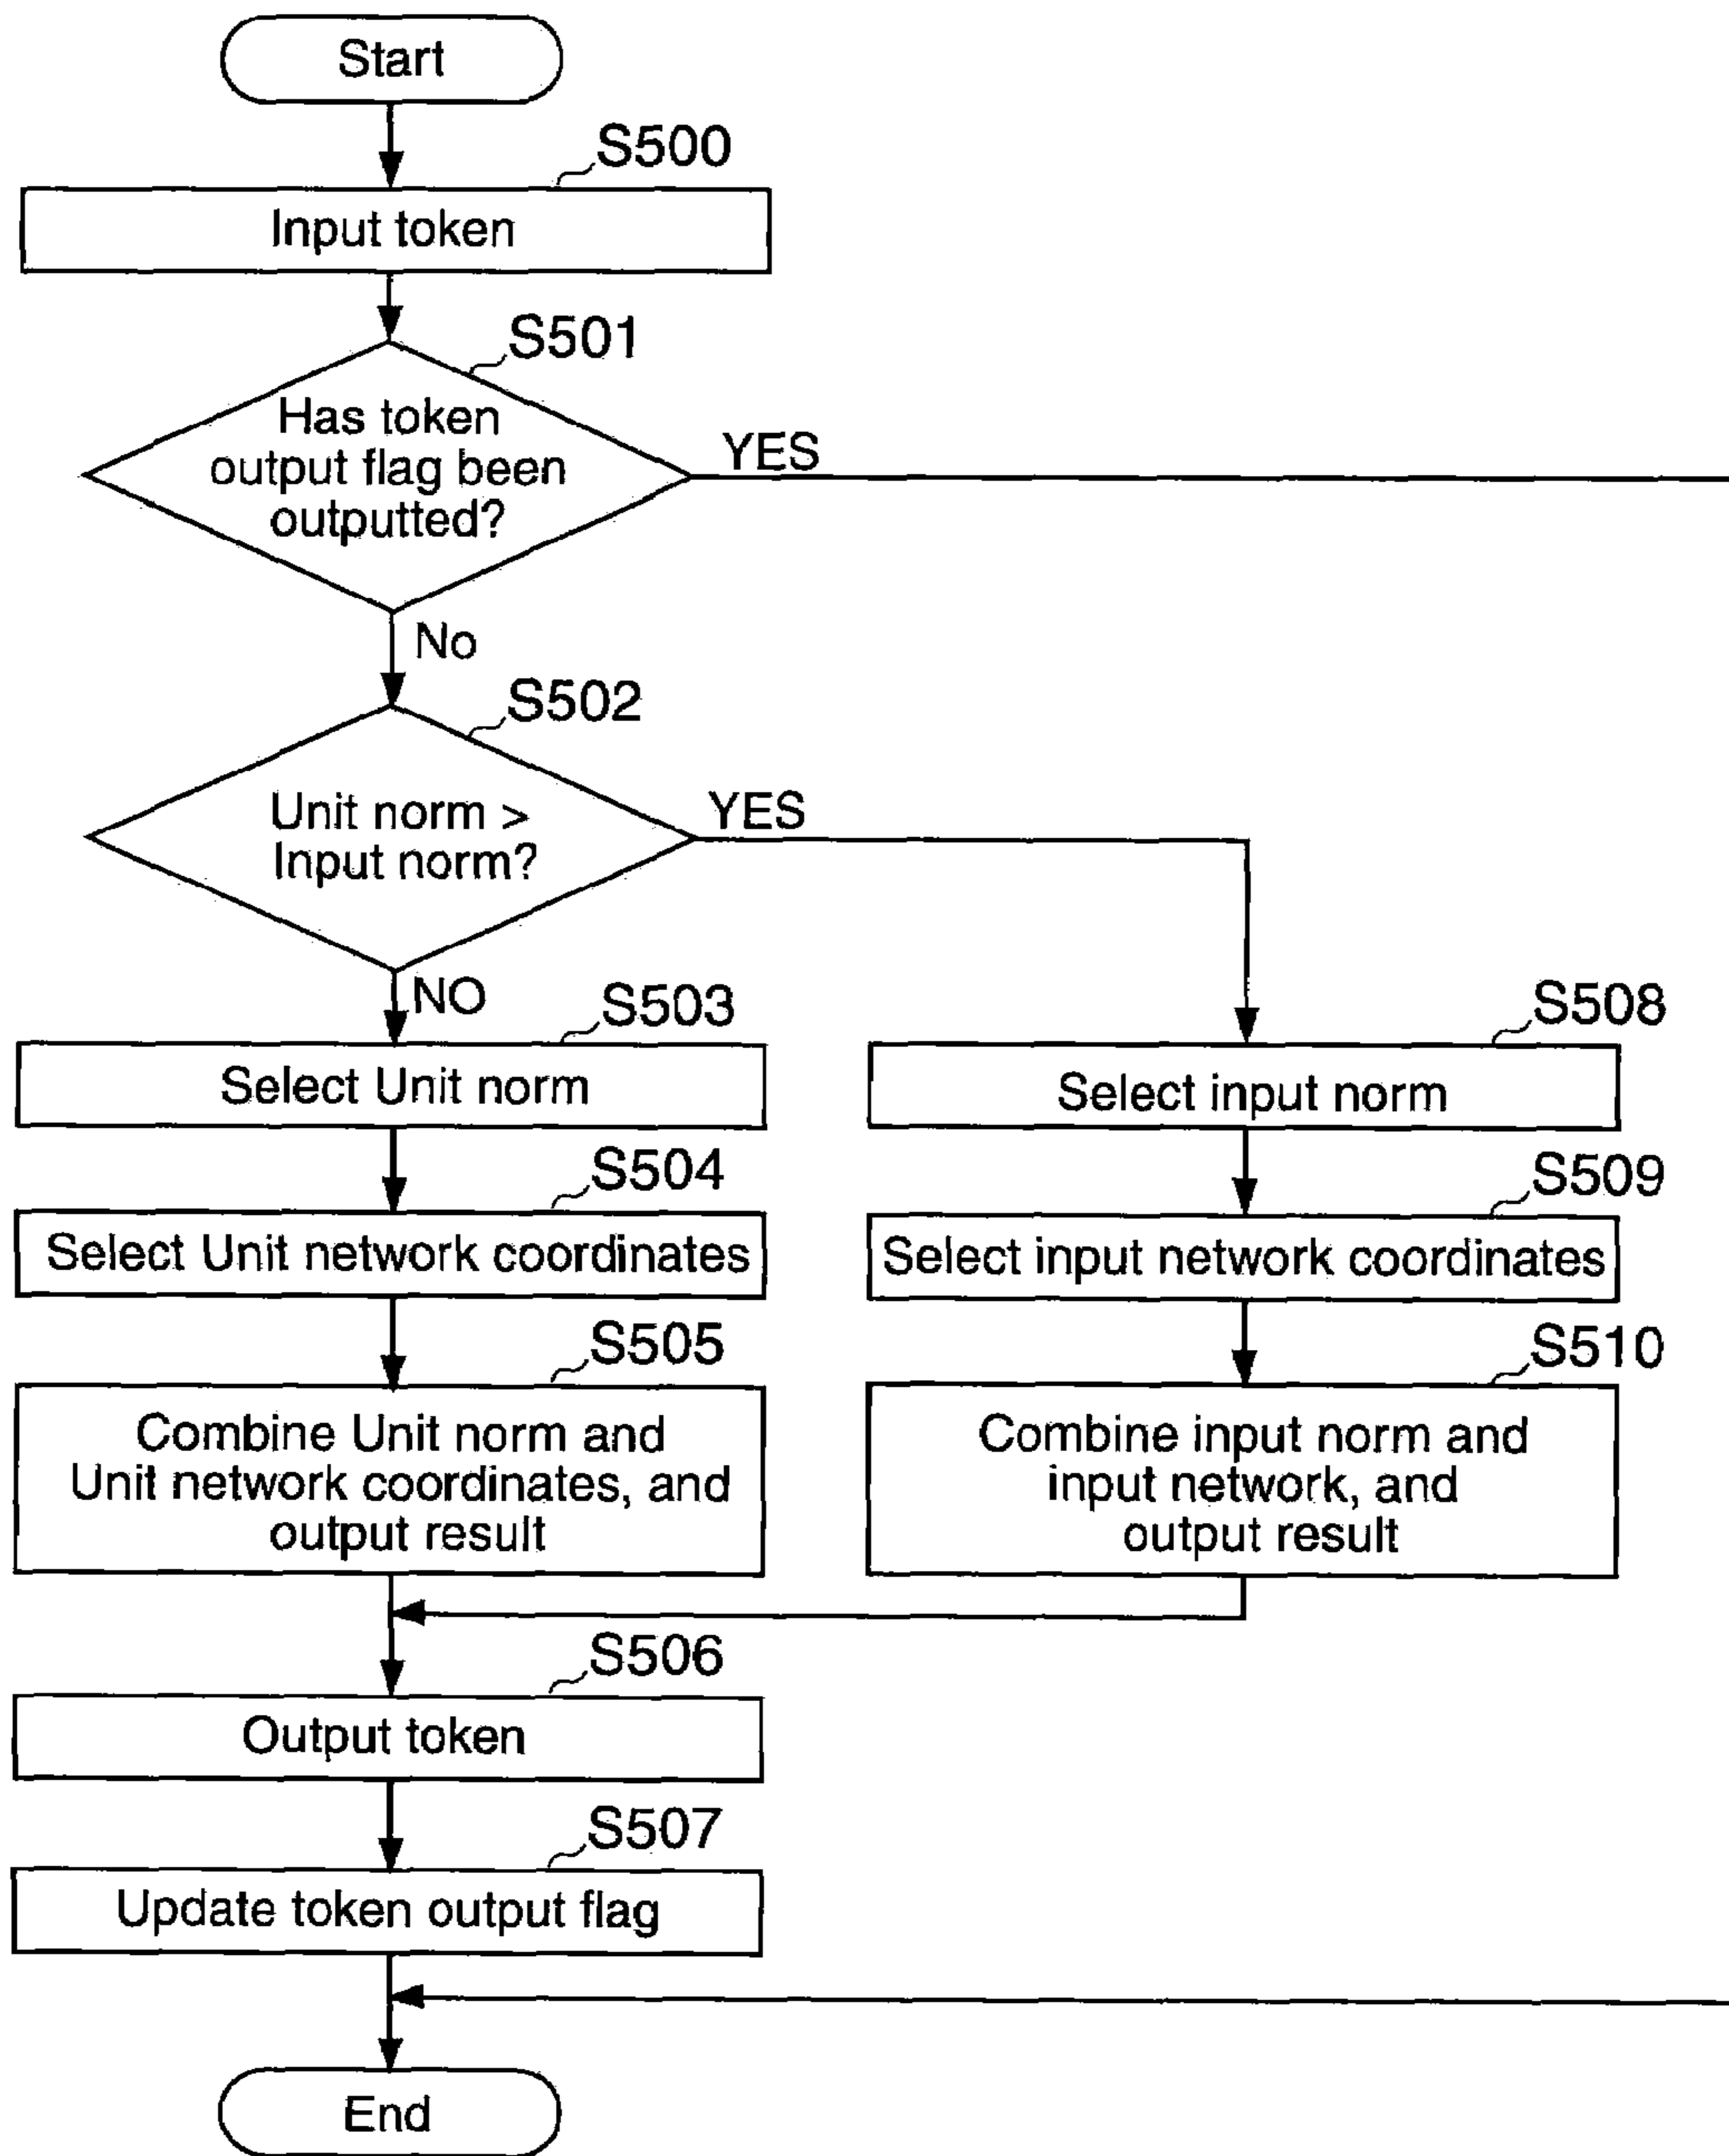 Start
S500
Input token
S501
Has token
output flag been
outputted?
YES
No
S502
Unit norm >
Input norm?
YES
NO
S503
Select Unit norm
S508
Select input norm
S504
Select Unit network coordinates
S509
Select input network coordinates
S505
Combine Unit norm and
Unit network coordinates, and
output result
S510
Combine input norm and
input network, and
output result
S506
Output token
S507
Update token output flag
End